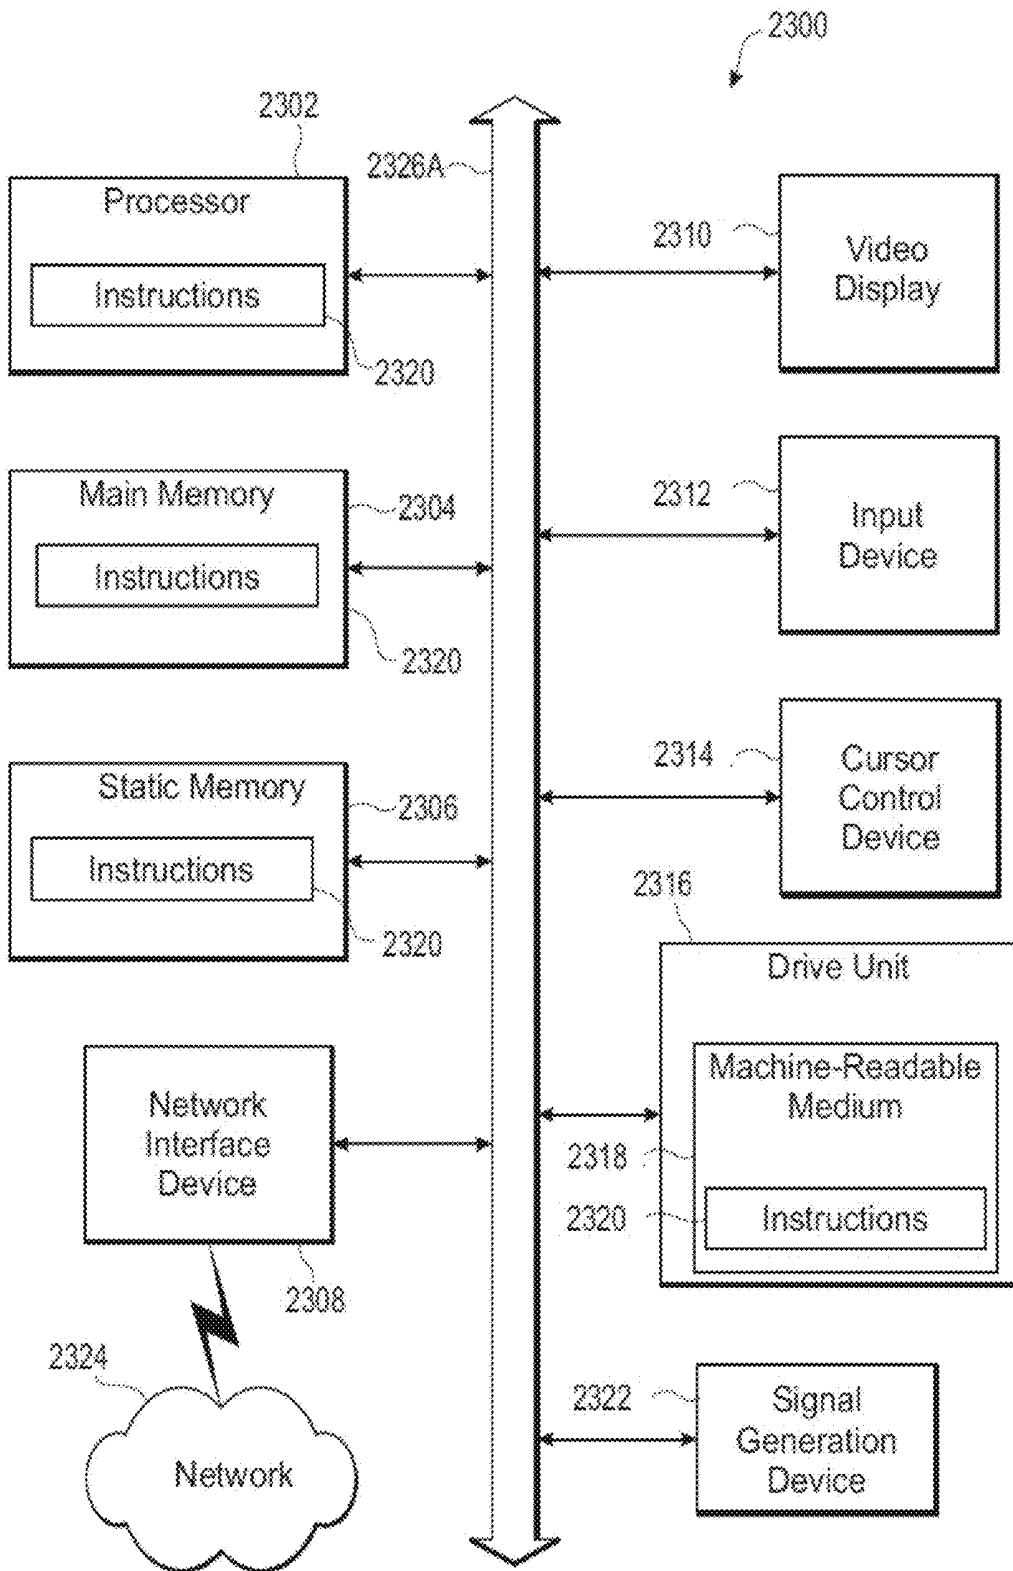 2300
2302
Processor
Instructions
2320
2326A
2310
Video
Display
Main Memory
2304
Instructions
2320
2312
Input
Device
Static Memory
2306
Instructions
2320
2314
Cursor
Control
Device
2316
Drive Unit
Machine-Readable
Medium
2318
2320
Instructions
Network
Interface
Device
2308
2324
Network
2322
Signal
Generation
Device